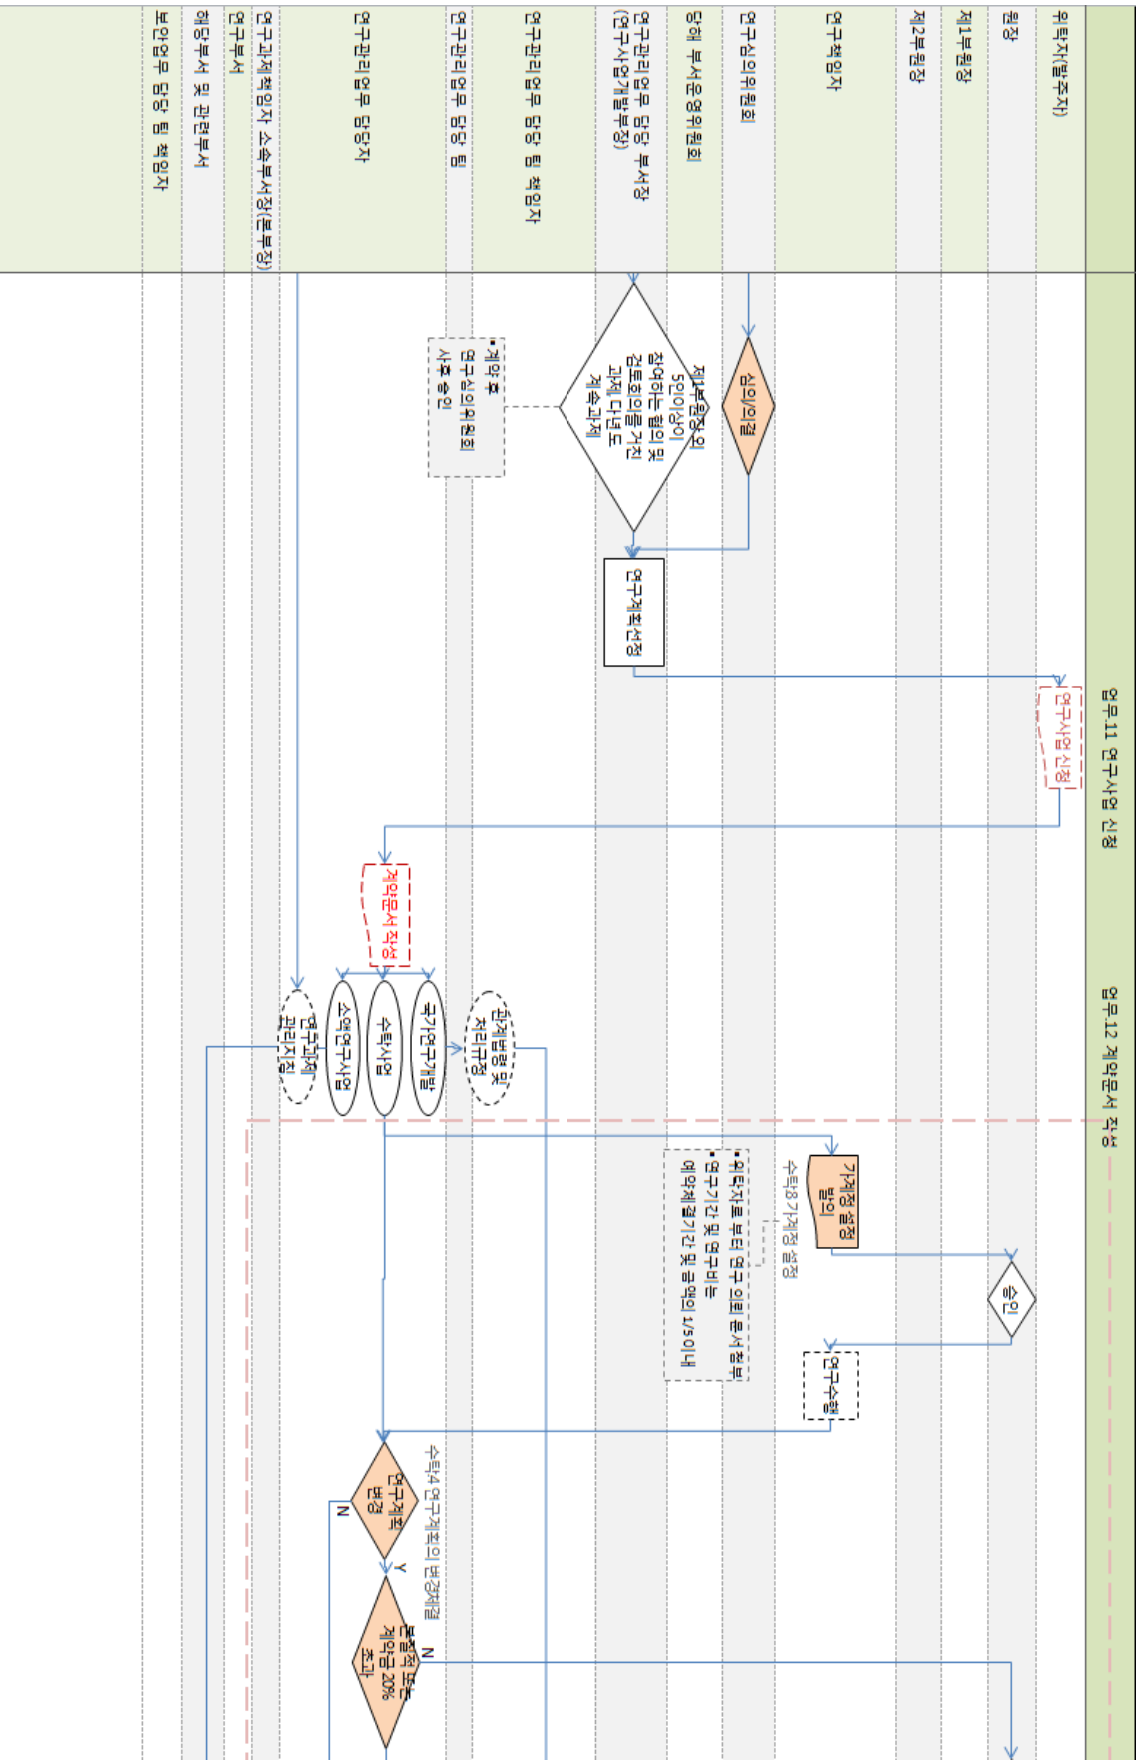 업무.11 연구사업 신청
업무.12 계약문서 작성
위탁자(발주자)
원장
제1부원장
제2부원장
연구책임자
연구심의위원회
당해 부서운영위원회
연구관리업무 담당 부서장
(연구사업개발부장)
연구관리업무 담당 팀 책임자
연구관리업무 담당 팀
연구관리업무 담당자
연구과제책임자 소속부서장(본부장)
연구부서
해당부서 및 관련부서
보안업무 담당 팀 책임자
심의/의결
제1부원장 외
5인이상이
참여하는 협의 및
검토회의를 거친
과제, 다년도
계속과제
▪ 계약 후
연구심의위원회
사후 승인
연구계획선정
연구사업 신청
계약문서 작성
관계법령 및
처리규정
국가연구개발
수탁사업
소액연구사업
연구과제
관리지침
가계정 설정
발의
수탁8 가계정 설정
▪ 위탁자로부터 연구 의뢰 문서 첨부
▪ 연구기간 및 연구비는
예약체결기간 및 금액의 1/5이내
승인
연구수행
수탁4 연구계획의 변경체결
연구계획
변경
N
Y
본질적 또는
계약금 20%
초과
N